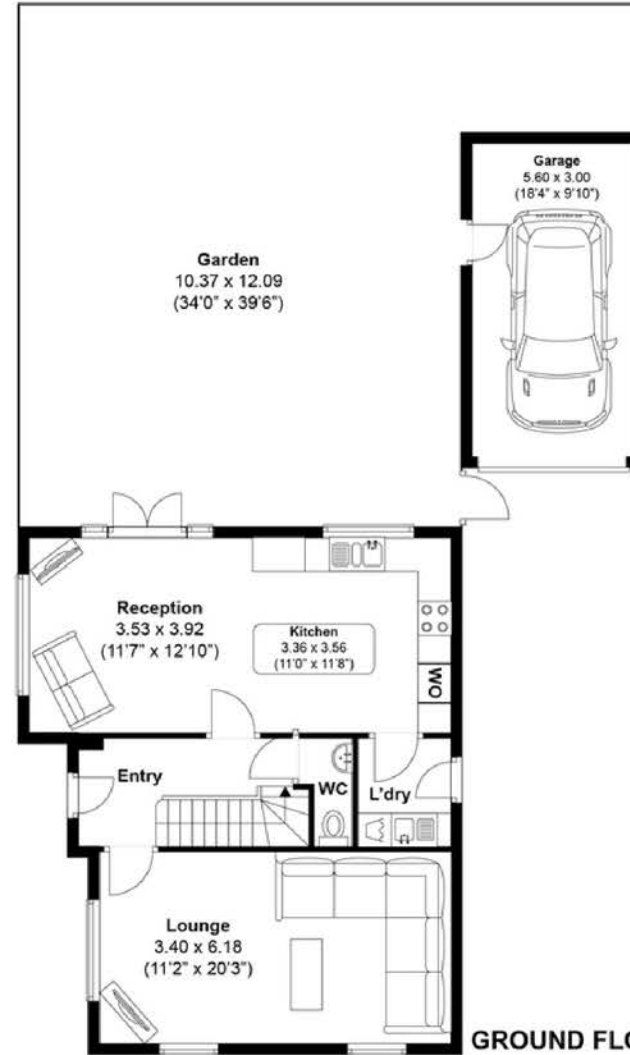 Garage
5.60 x 3.00
(18'4" x 9'10")
Garden
10.37 x 12.09
(34'0" x 39'6")
Reception
3.53 x 3.92
(11'7" x 12'10")
Kitchen
3.36 x 3.56
(11'0" x 11'8")
WO
Entry
WC
L'dry
Lounge
3.40 x 6.18
(11'2" x 20'3")
GROUND FLO